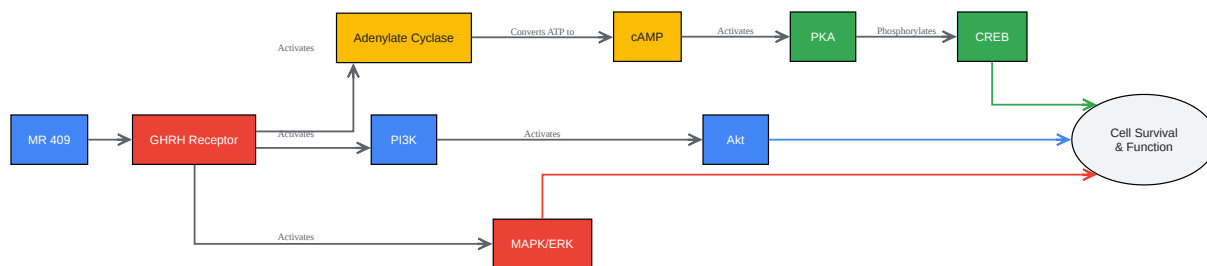 Adenylate Cyclase
Converts ATP to
cAMP
Activates
PKA
Phosphorylates
CREB
Activates
MR 409
GHRH Receptor
Activates
PI3K
Activates
Akt
Cell Survival
& Function
Activates
MAPK/ERK